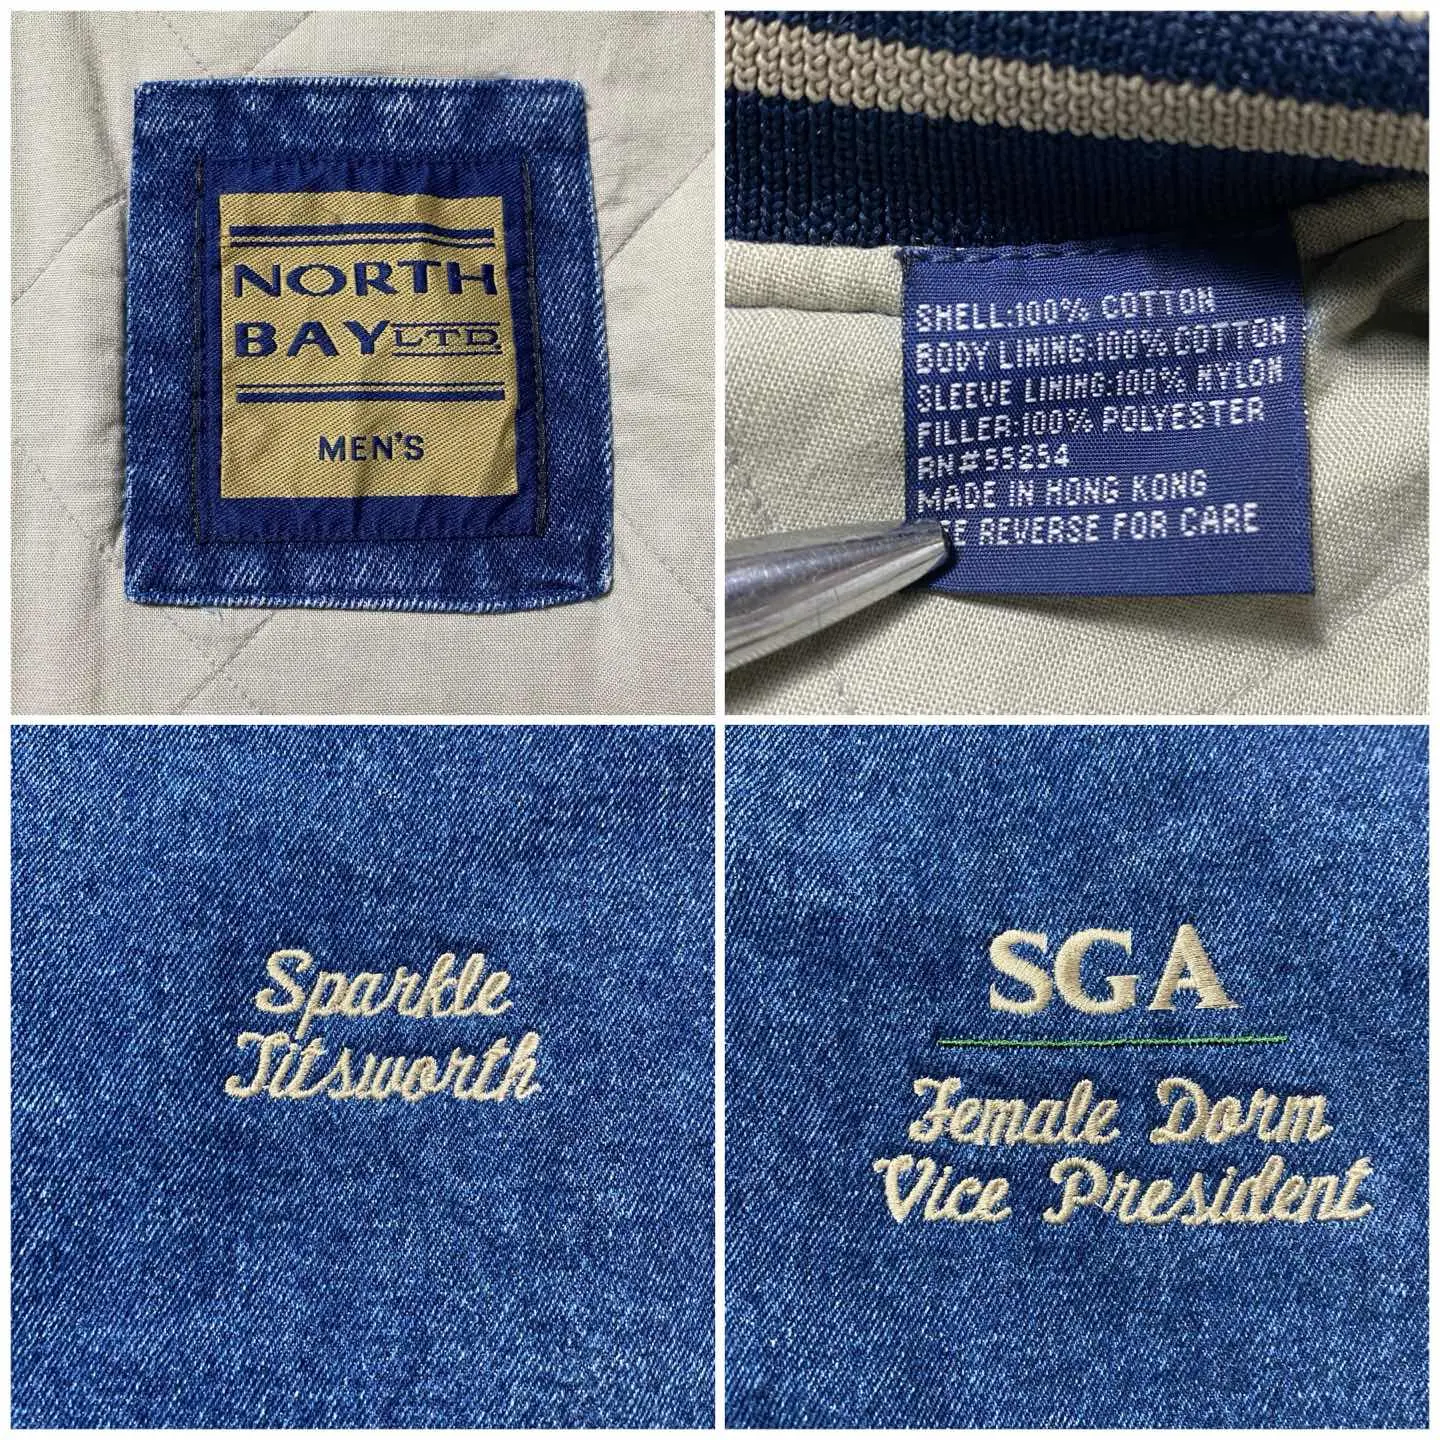 NORTH
BAY LTD.
MEN'S
SHELL:100% COTTON
BODY LINING:100% COTTON
SLEEVE LINING:100% NYLON
FILLER:100% POLYESTER
RN#55254
MADE IN HONG KONG
REVERSE FOR CARE
Sparkle
Titsworth
SGA
Female Dorm
Vice President